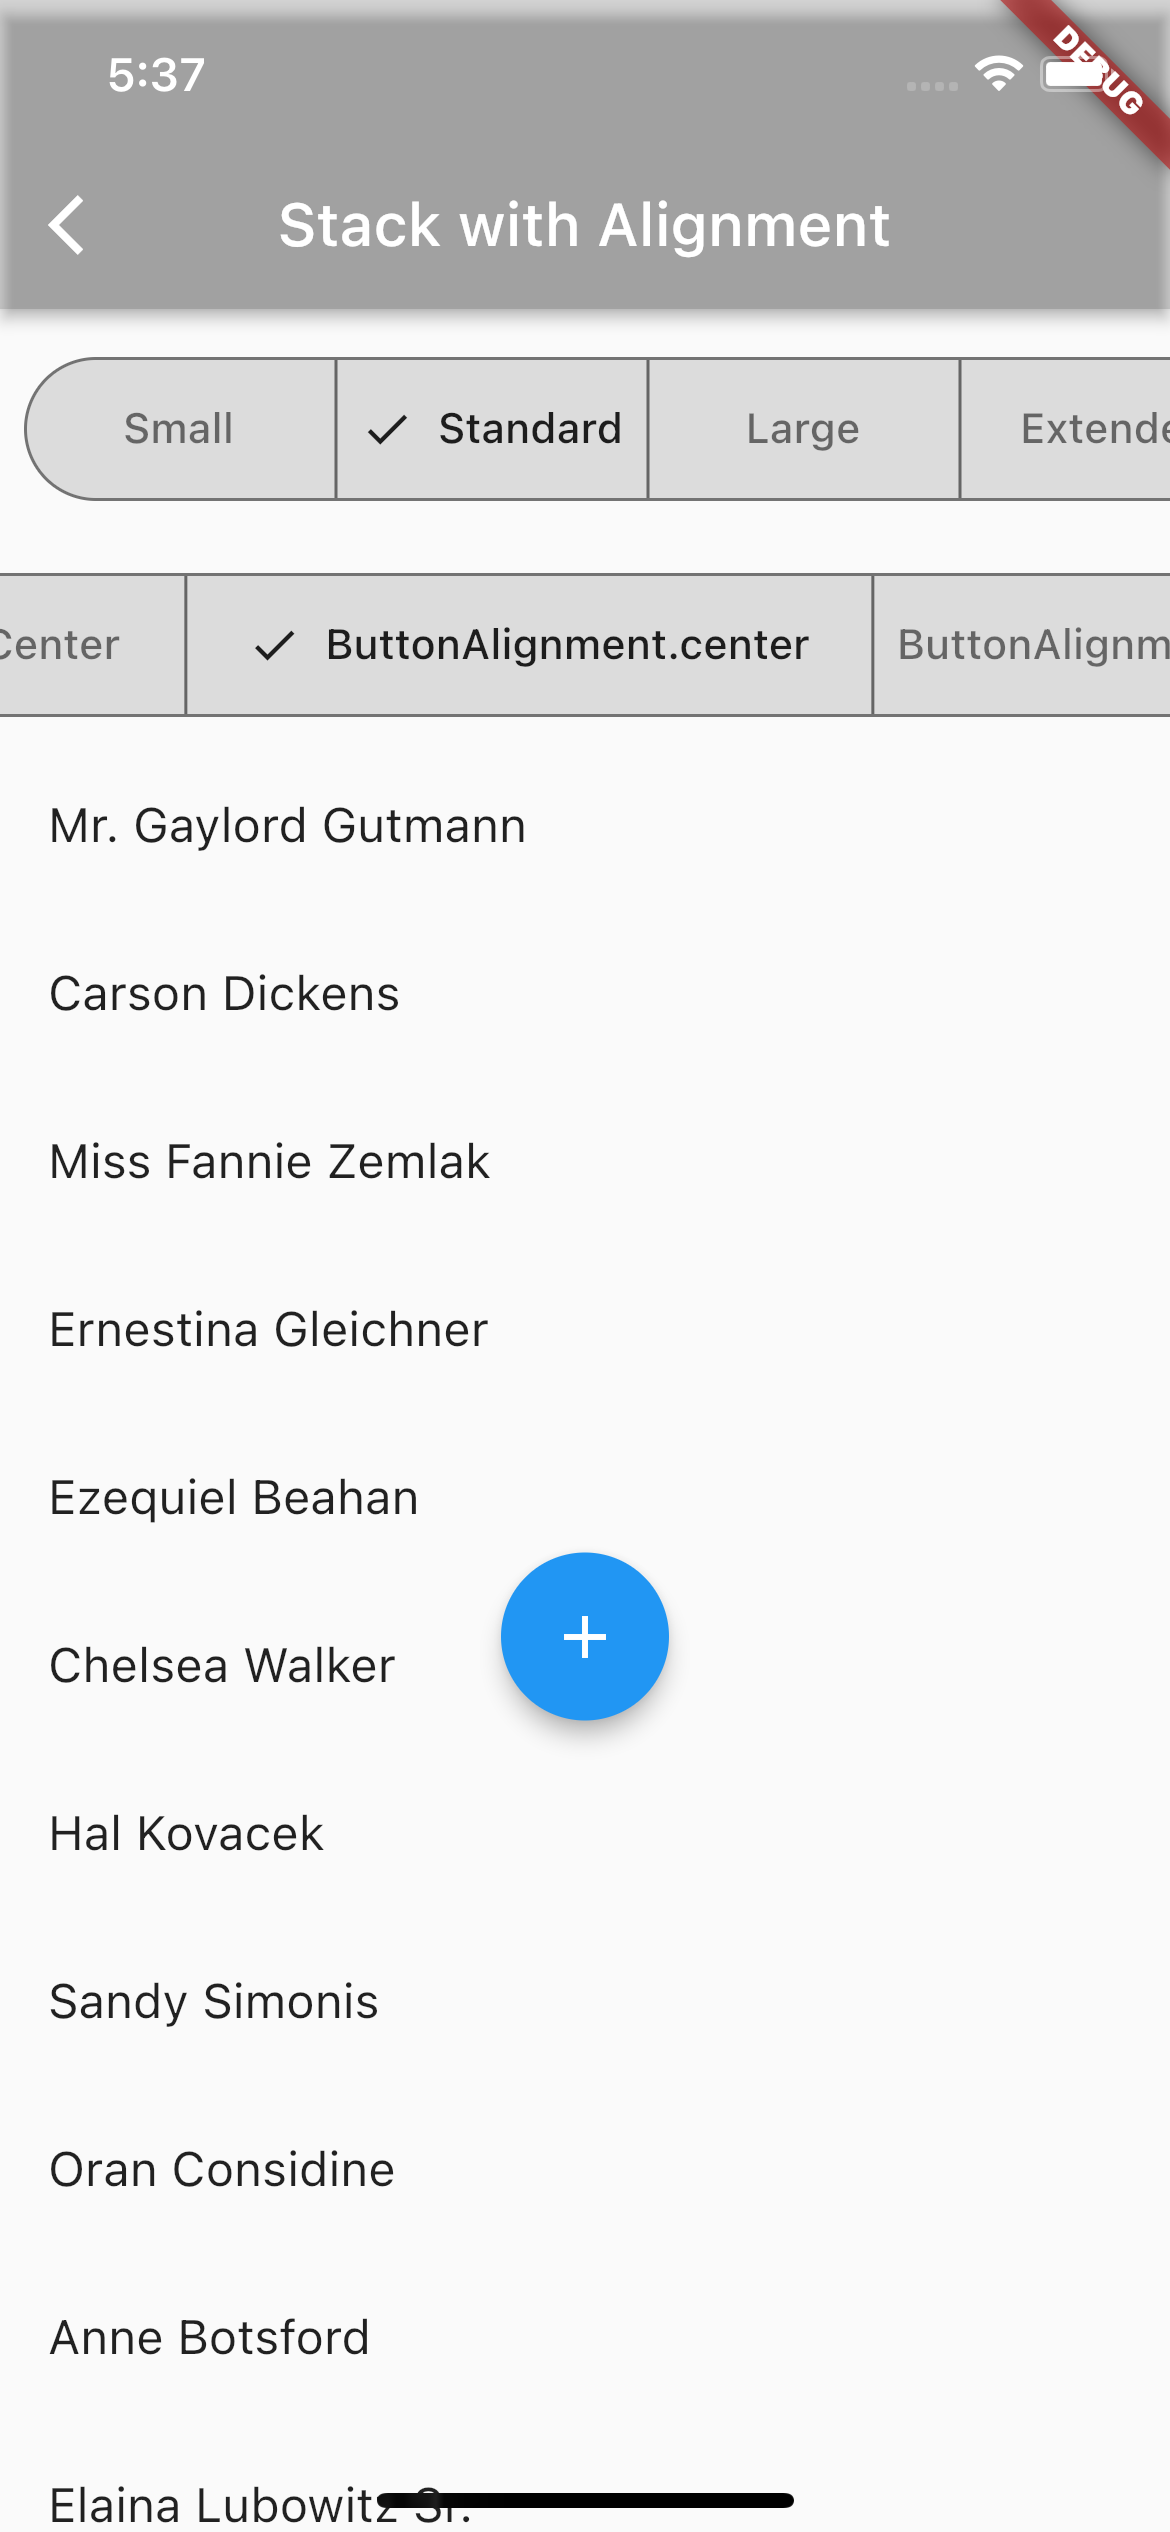 5:37
DEBUG
Stack with Alignment
Small Standard Large Extende
Center ButtonAlignment.center ButtonAlignm
Mr. Gaylord Gutmann
Carson Dickens
Miss Fannie Zemlak
Ernestina Gleichner
Ezequiel Beahan
Chelsea Walker
Hal Kovacek
Sandy Simonis
Oran Considine
Anne Botsford
Elaina Lubowitz Sr.